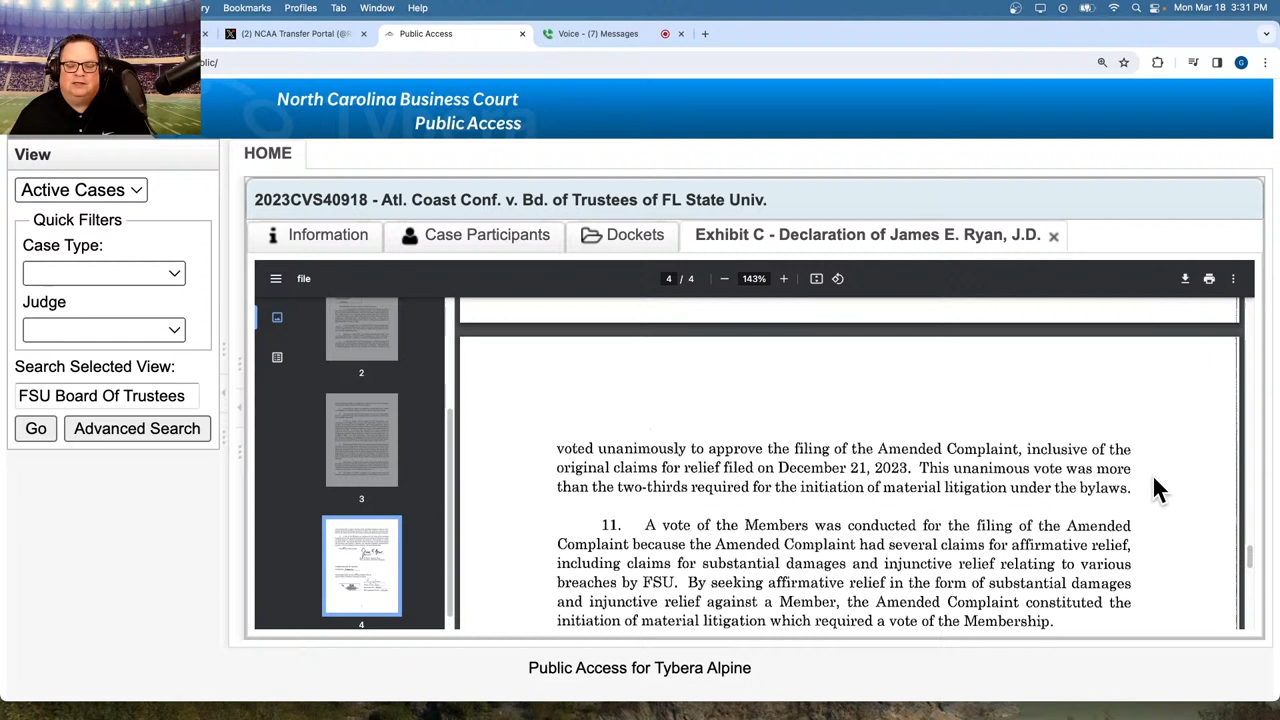 ry Bookmarks Profiles Tab Window Help
Mon Mar 18 3:31 PM
(2) NCAA Transfer Portal (@R
Public Access
Voice - (7) Messages
olic/
G
North Carolina Business Court
Public Access
View
HOME
Active Cases
Quick Filters
Case Type:
Judge
Search Selected View:
FSU Board Of Trustees
Go
Advanced Search
2023CVS40918 - Atl. Coast Conf. v. Bd. of Trustees of FL State Univ.
Information
Case Participants
Dockets
Exhibit C - Declaration of James E. Ryan, J.D.
file
4 / 4
143%
2
3
4
voted unanimously to approve the filing of the Amended Complaint, inclusive of the
original claims for relief filed on December 21, 2023. This unanimous vote was more
than the two-thirds required for the initiation of material litigation under the bylaws.
11. A vote of the Members was conducted for the filing of the Amended
Complaint because the Amended Complaint had several claims for affirmative relief,
including claims for substantial damages and injunctive relief relating to various
breaches by FSU. By seeking affirmative relief in the form of substantial damages
and injunctive relief against a Member, the Amended Complaint constituted the
initiation of material litigation which required a vote of the Membership.
Public Access for Tybera Alpine